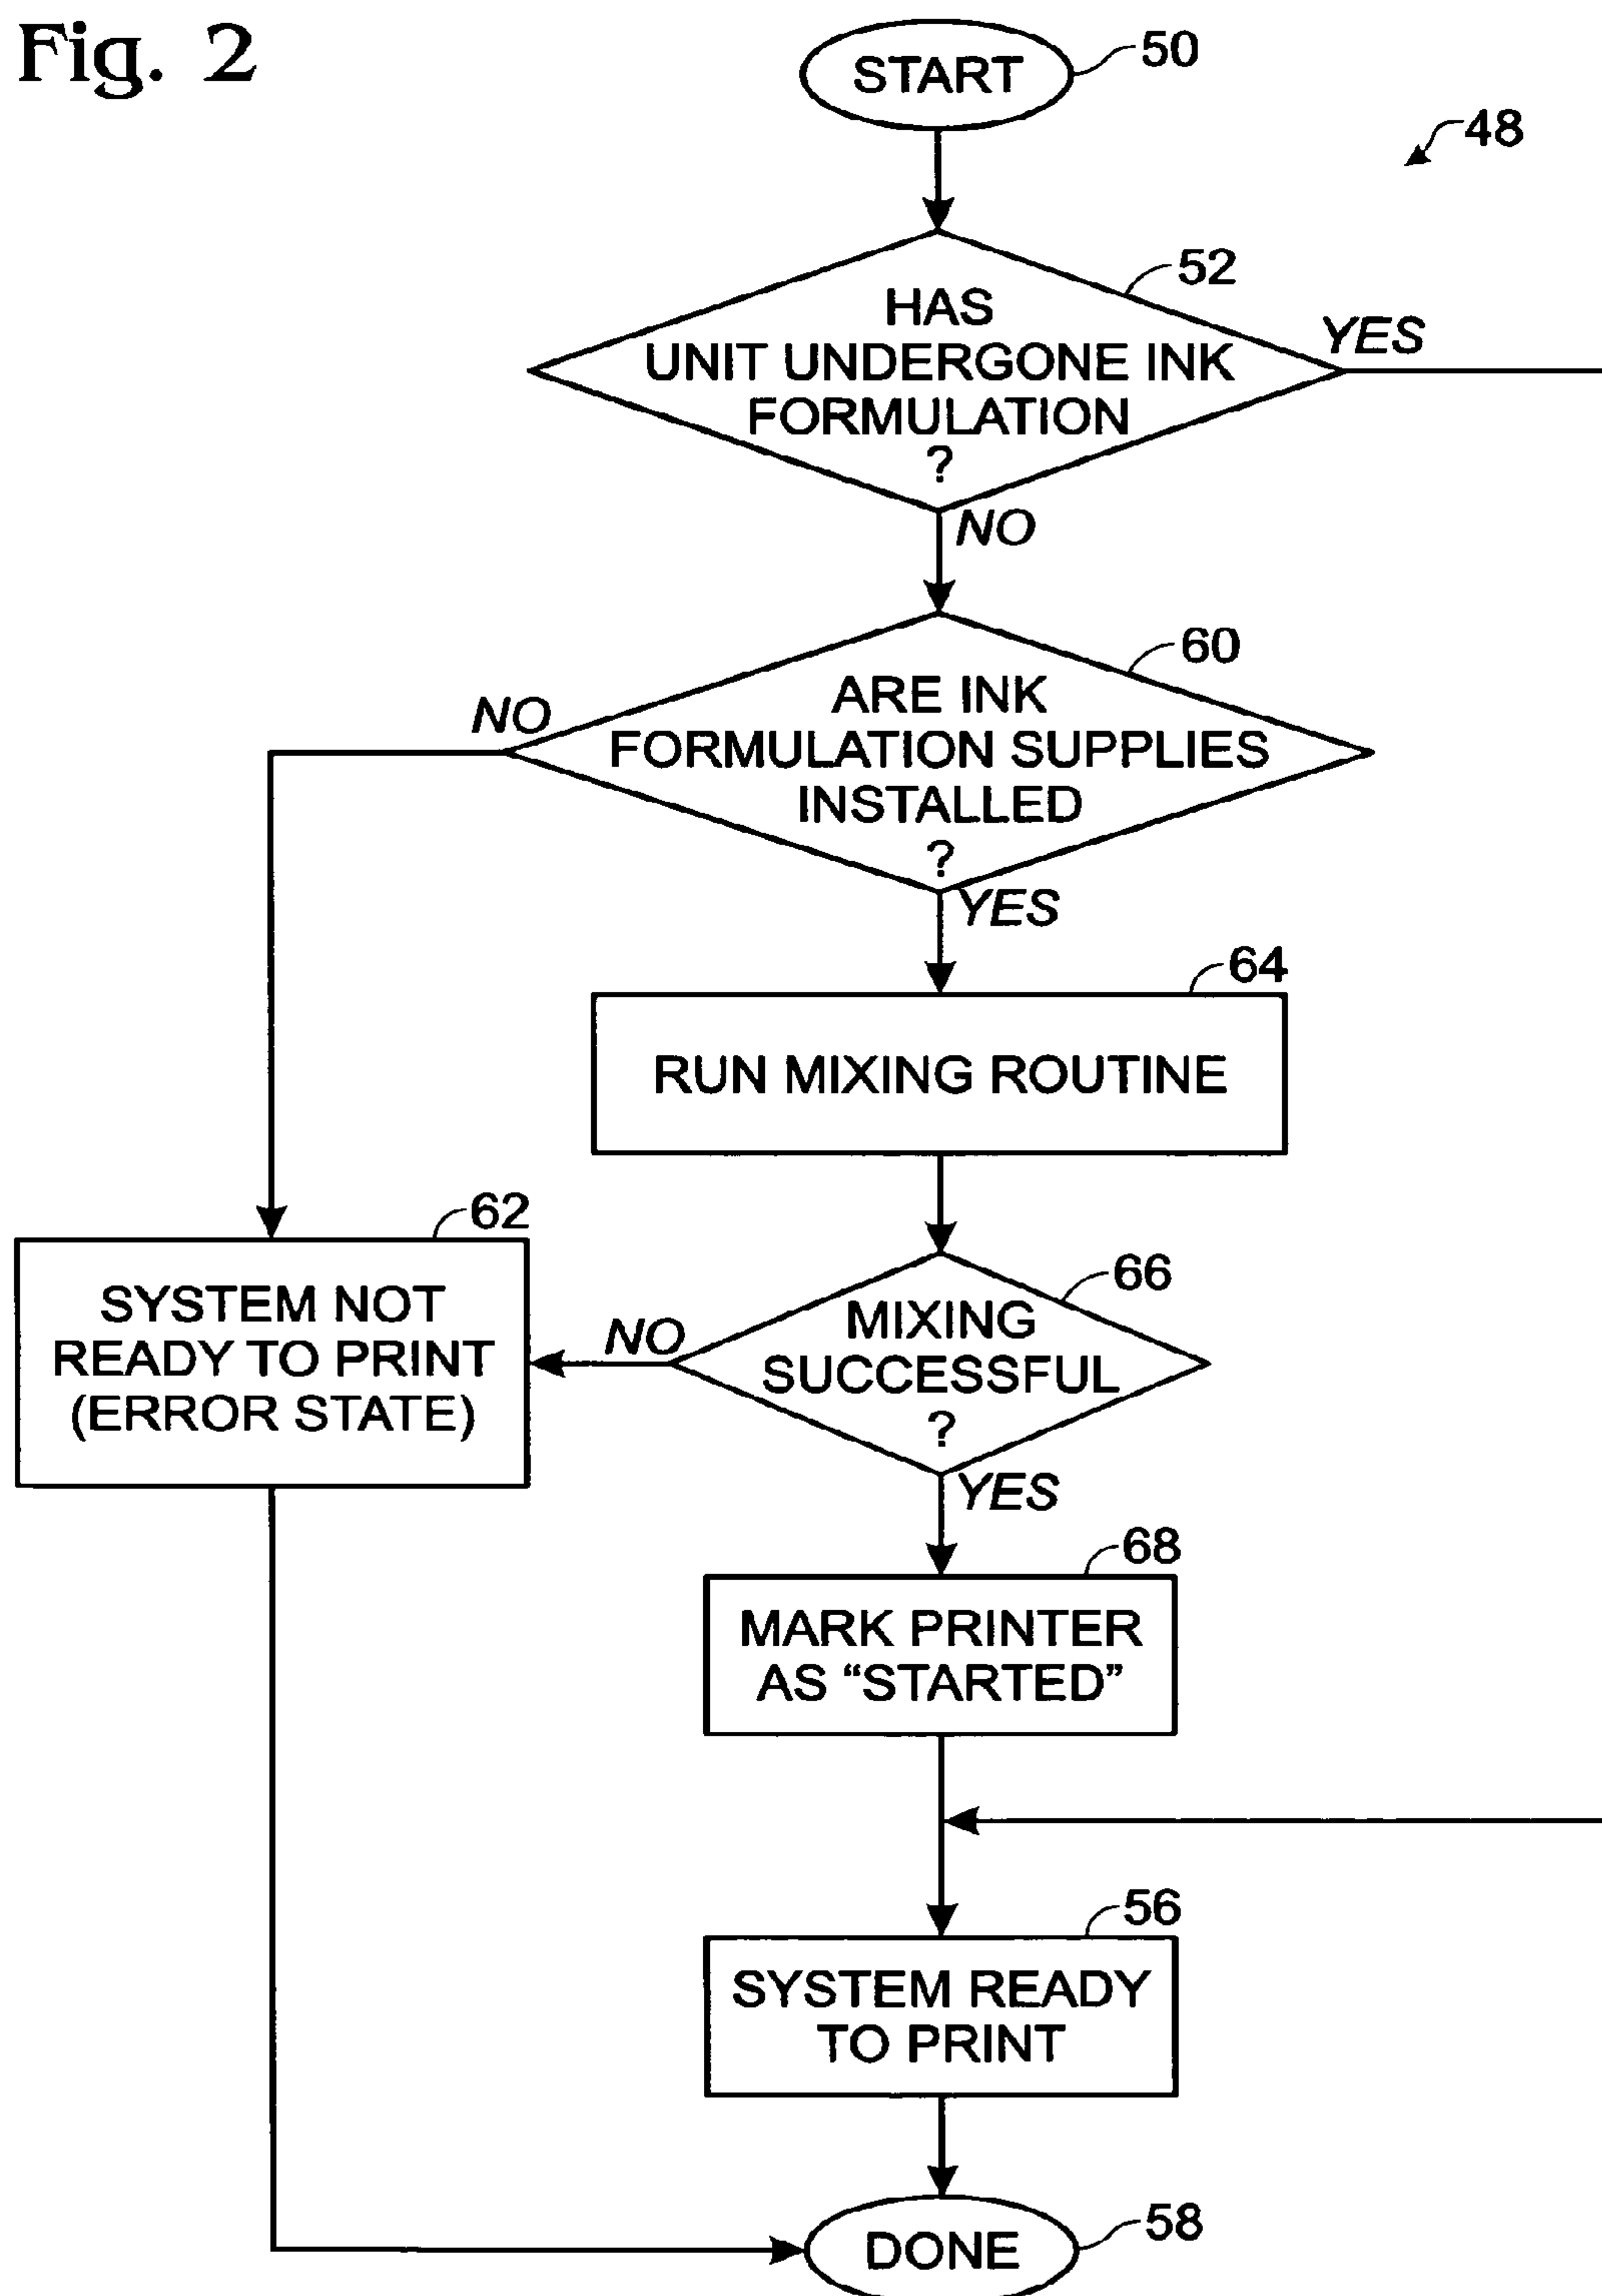 Fig. 2
START
50
48
52
HAS
UNIT UNDERGONE INK
FORMULATION
?
YES
NO
60
ARE INK
FORMULATION SUPPLIES
INSTALLED
?
NO
YES
64
RUN MIXING ROUTINE
62
SYSTEM NOT
READY TO PRINT
(ERROR STATE)
66
MIXING
SUCCESSFUL
?
NO
YES
68
MARK PRINTER
AS “STARTED”
56
SYSTEM READY
TO PRINT
DONE
58